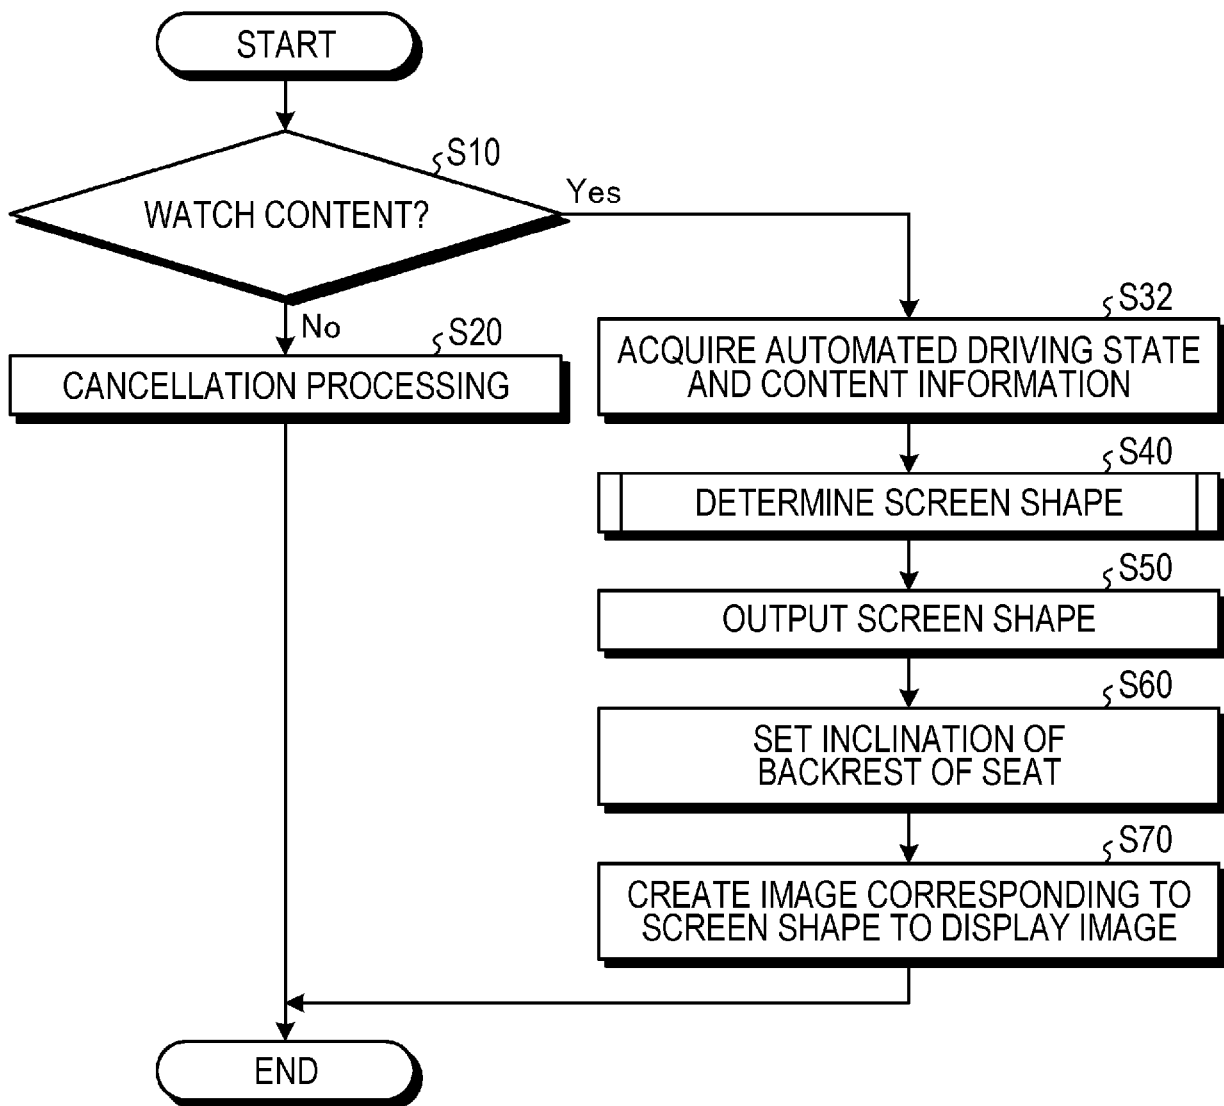 START
S10
WATCH CONTENT?
Yes
No
S20
CANCELLATION PROCESSING
S32
ACQUIRE AUTOMATED DRIVING STATE
AND CONTENT INFORMATION
S40
DETERMINE SCREEN SHAPE
S50
OUTPUT SCREEN SHAPE
S60
SET INCLINATION OF
BACKREST OF SEAT
S70
CREATE IMAGE CORRESPONDING TO
SCREEN SHAPE TO DISPLAY IMAGE
END